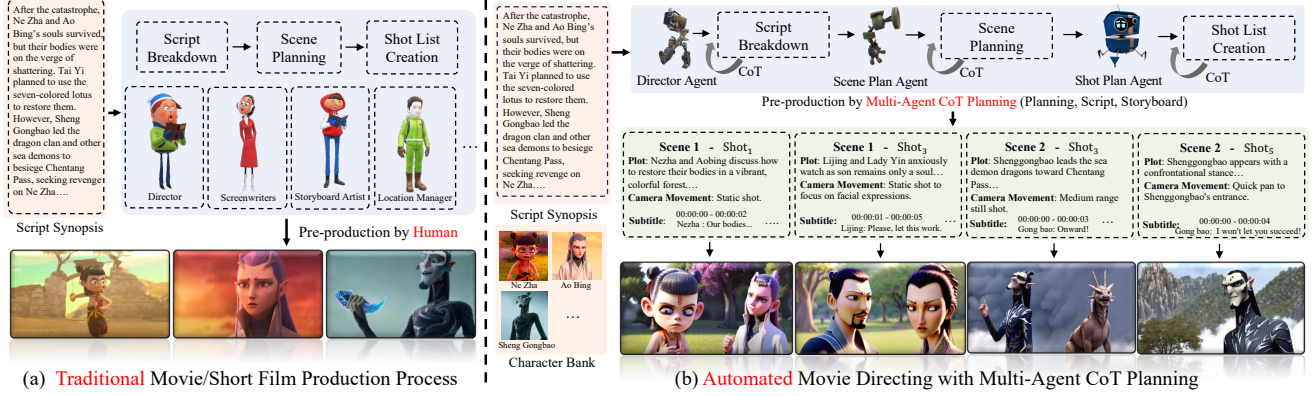 After the catastrophe,
Ne Zha and Ao
Bing's souls survived,
but their bodies were
on the verge of
shattering. Tai Yi
planned to use the
seven-colored lotus
to restore them.
However, Sheng
Gongbao led the
dragon clan and other
sea demons to
besiege Chentang
Pass, seeking revenge
on Ne Zha….
Script Synopsis
Script
Breakdown
Scene
Planning
Shot List
Creation
Director
Screenwriters
Storyboard Artist
Location Manager
...
Pre-production by Human
(a) Traditional Movie/Short Film Production Process
After the catastrophe,
Ne Zha and Ao
Bing's souls survived,
but their bodies were
on the verge of
shattering. Tai Yi
planned to use the
seven-colored lotus
to restore them.
However, Sheng
Gongbao led the
dragon clan and other
sea demons to
besiege Chentang
Pass, seeking revenge
on Ne Zha….
Script Synopsis
Ne Zha
Ao Bing
Sheng Gongbao
...
Character Bank
Director Agent
CoT
Script
Breakdown
Scene Plan Agent
CoT
Scene
Planning
Shot Plan Agent
CoT
Shot List
Creation
Pre-production by Multi-Agent CoT Planning (Planning, Script, Storyboard)
Scene 1 - Shot₁
Plot: Nezha and Aobing discuss how
to restore their bodies in a vibrant,
colorful forest….
Camera Movement: Static shot.
Subtitle: 00:00:00 - 00:00:02
Nezha : Our bodies...
....
Scene 1 - Shot₃
Plot: Lijing and Lady Yin anxiously
watch as son remains only a soul…
Camera Movement: Static shot to
focus on facial expressions.
Subtitle: 00:00:01 - 00:00:05
Lijing: Please, let this work.
...
Scene 2 - Shot₃
Plot: Shenggongbao leads the sea
demon dragons toward Chentang
Pass…
Camera Movement: Medium range
still shot.
Subtitle: 00:00:00 - 00:00:03
Gong bao: Onward!
...
Scene 2 - Shot₅
Plot: Shenggongbao appears with a
confrontational stance…
Camera Movement: Quick pan to
Shenggongbao's entrance.
Subtitle: 00:00:00 - 00:00:04
Gong bao: I won't let you succeed!
(b) Automated Movie Directing with Multi-Agent CoT Planning